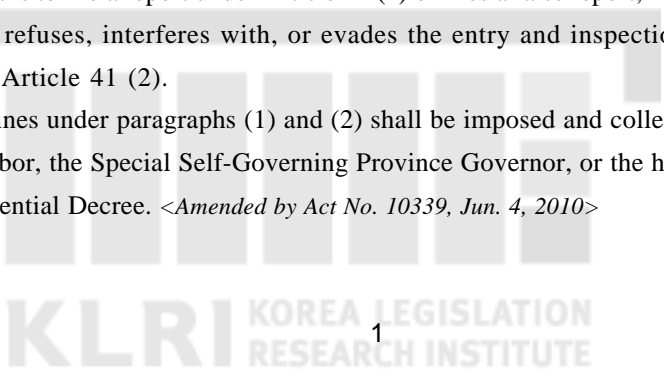 refuses, interferes with, or evades the entry and inspectio
Article 41 (2).
ines under paragraphs (1) and (2) shall be imposed and colle
bor, the Special Self-Governing Province Governor, or the h
ential Decree. <Amended by Act No. 10339, Jun. 4, 2010>
KLRI KOREA LEGISLATION
RESEARCH INSTITUTE
1